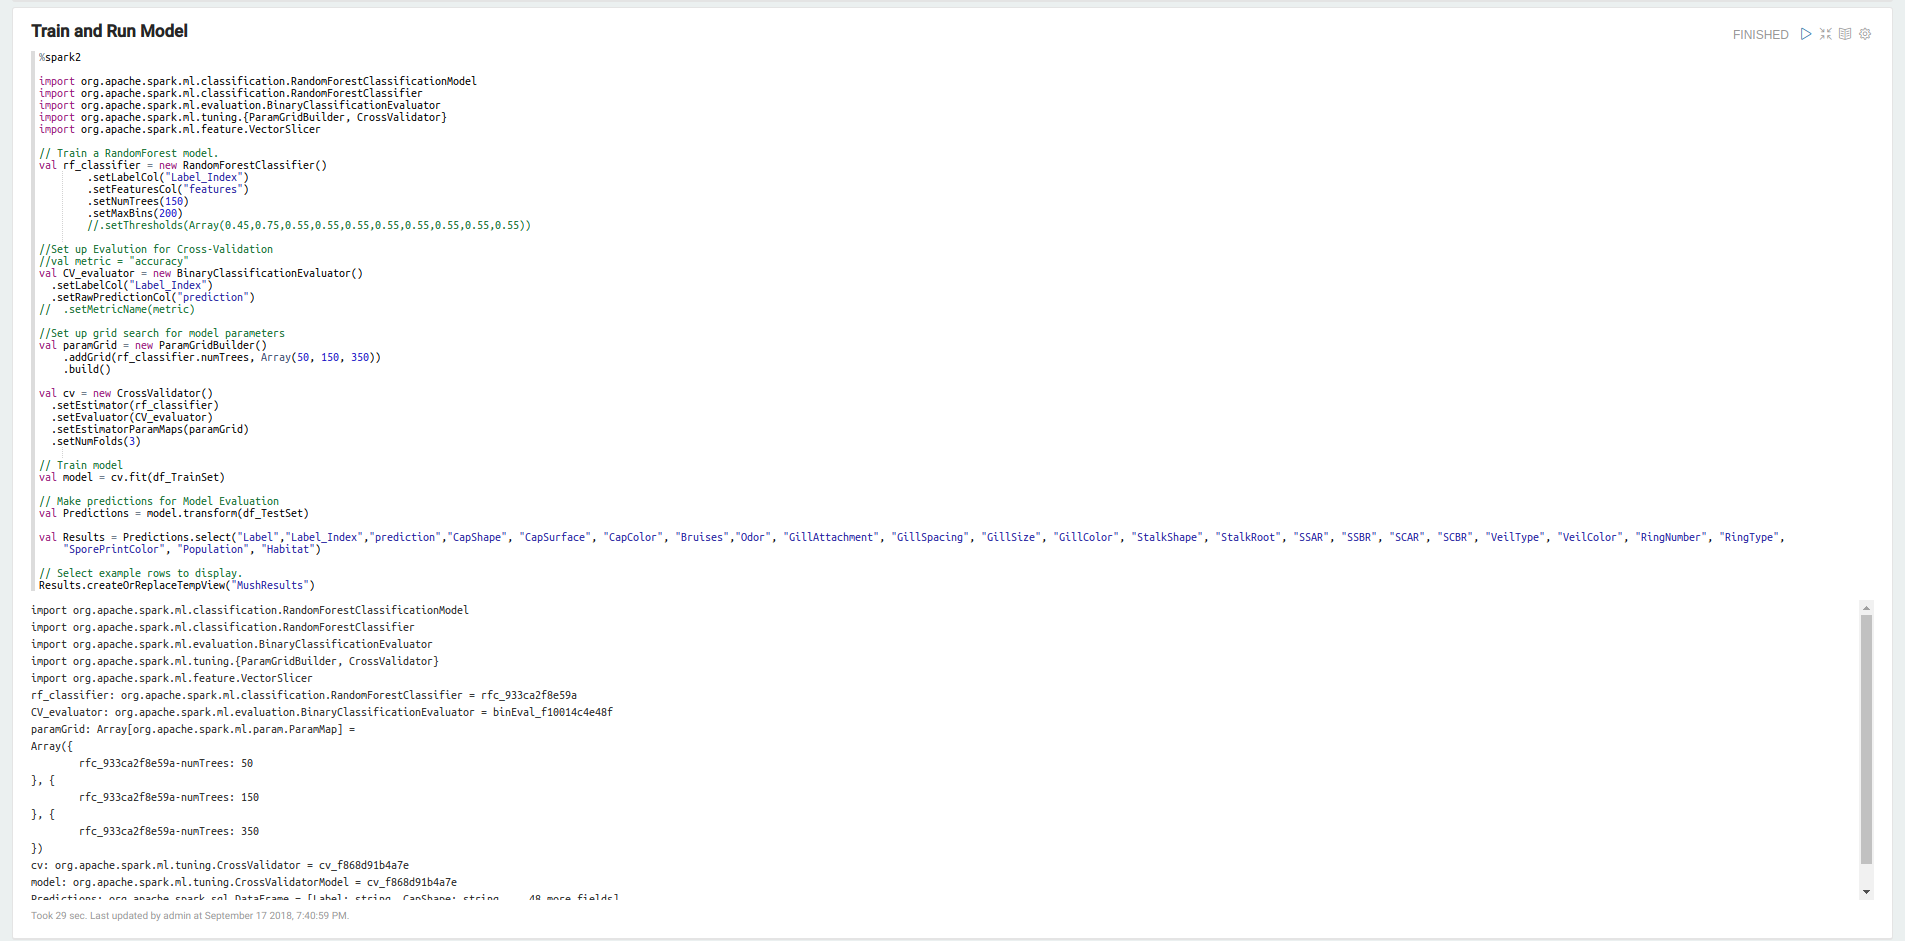 Train and Run Model
FINISHED
%spark2
import org.apache.spark.ml.classification.RandomForestClassificationModel
import org.apache.spark.ml.classification.RandomForestClassifier
import org.apache.spark.ml.evaluation.BinaryClassificationEvaluator
import org.apache.spark.ml.tuning.{ParamGridBuilder, CrossValidator}
import org.apache.spark.ml.feature.VectorSlicer
// Train a RandomForest model.
val rf_classifier = new RandomForestClassifier()
.setLabelCol("Label_Index")
.setFeaturesCol("features")
.setNumTrees(150)
.setMaxBins(200)
//.setThresholds(Array(0.45,0.75,0.55,0.55,0.55,0.55,0.55,0.55,0.55,0.55))
//Set up Evalution for Cross-Validation
//val metric = "accuracy"
val CV_evaluator = new BinaryClassificationEvaluator()
.setLabelCol("Label_Index")
.setRawPredictionCol("prediction")
// .setMetricName(metric)
//Set up grid search for model parameters
val paramGrid = new ParamGridBuilder()
.addGrid(rf_classifier.numTrees, Array(50, 150, 350))
.build()
val cv = new CrossValidator()
.setEstimator(rf_classifier)
.setEvaluator(CV_evaluator)
.setEstimatorParamMaps(paramGrid)
.setNumFolds(3)
// Train model
val model = cv.fit(df_TrainSet)
// Make predictions for Model Evaluation
val Predictions = model.transform(df_TestSet)
val Results = Predictions.select("Label","Label_Index","prediction","CapShape", "CapSurface", "CapColor", "Bruises","Odor", "GillAttachment", "GillSpacing", "GillSize", "GillColor", "StalkShape", "StalkRoot", "SSAR", "SSBR", "SCAR", "SCBR", "VeilType", "VeilColor", "RingNumber", "RingType",
"SporePrintColor", "Population", "Habitat")
// Select example rows to display.
Results.createOrReplaceTempView("MushResults")
import org.apache.spark.ml.classification.RandomForestClassificationModel
import org.apache.spark.ml.classification.RandomForestClassifier
import org.apache.spark.ml.evaluation.BinaryClassificationEvaluator
import org.apache.spark.ml.tuning.{ParamGridBuilder, CrossValidator}
import org.apache.spark.ml.feature.VectorSlicer
rf_classifier: org.apache.spark.ml.classification.RandomForestClassifier = rfc_933ca2f8e59a
CV_evaluator: org.apache.spark.ml.evaluation.BinaryClassificationEvaluator = binEval_f10014c4e48f
paramGrid: Array[org.apache.spark.ml.param.ParamMap] =
Array({
rfc_933ca2f8e59a-numTrees: 50
}, {
rfc_933ca2f8e59a-numTrees: 150
}, {
rfc_933ca2f8e59a-numTrees: 350
})
cv: org.apache.spark.ml.tuning.CrossValidator = cv_f868d91b4a7e
model: org.apache.spark.ml.tuning.CrossValidatorModel = cv_f868d91b4a7e
Predictions: org.apache.spark.sql.DataFrame = [Label: string, CapShape: string ... 48 more fields]
Took 29 sec. Last updated by admin at September 17 2018, 7:40:59 PM.